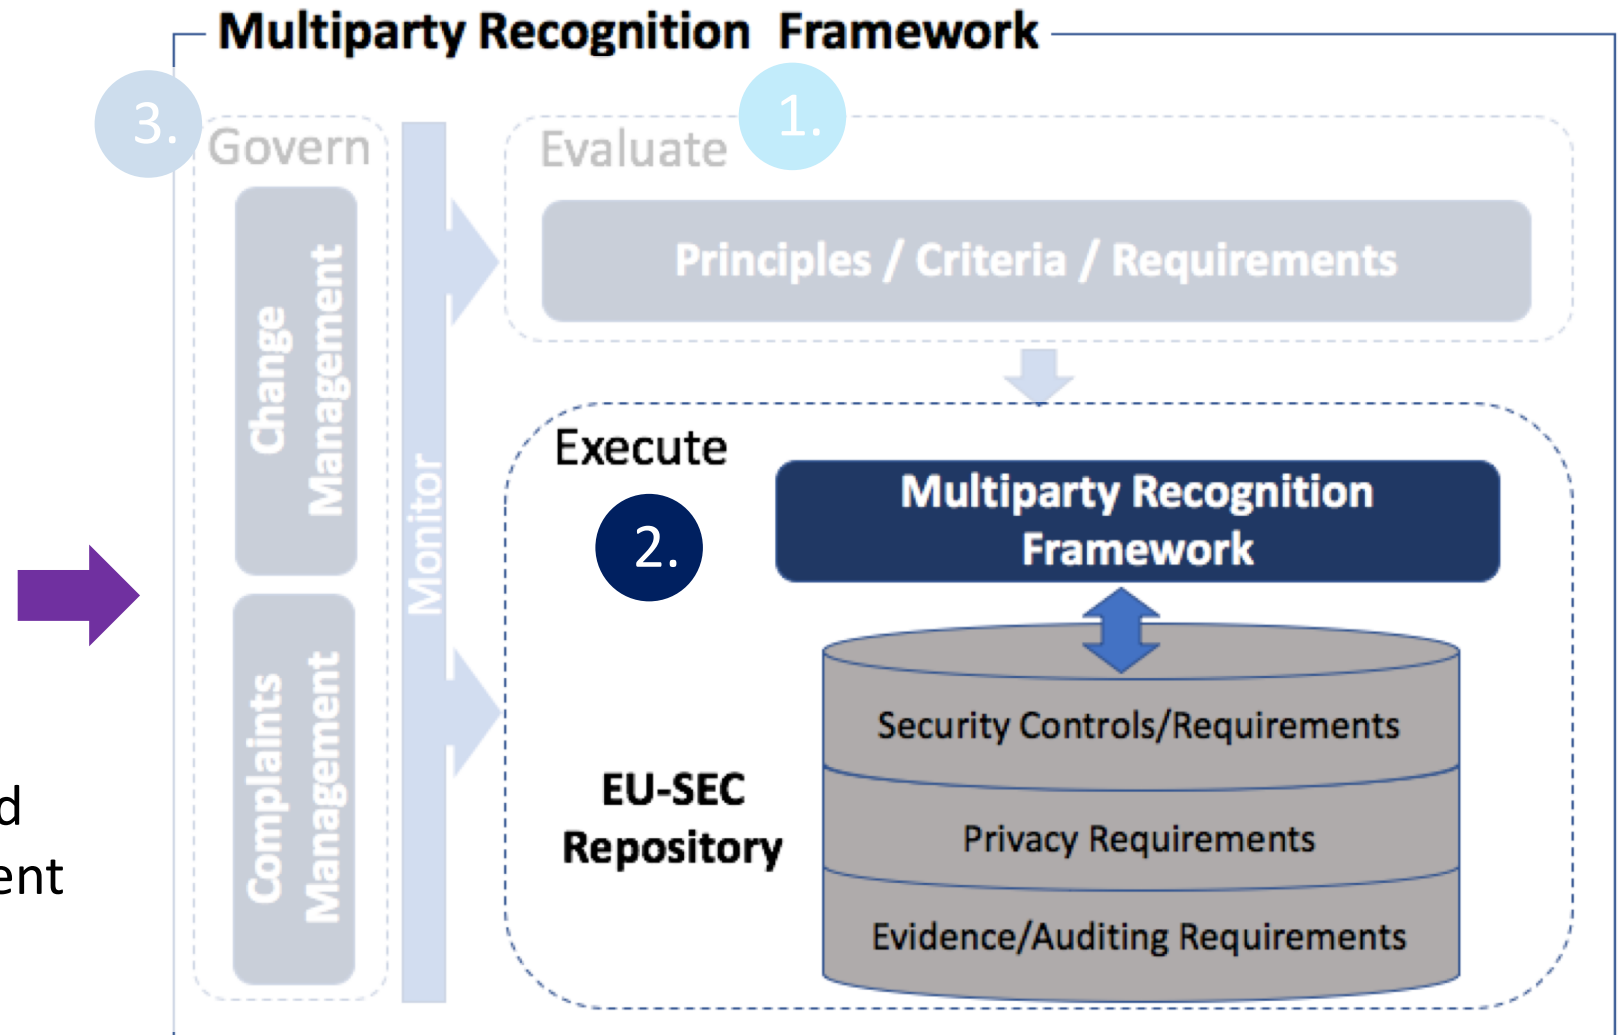 Multiparty Recognition Framework
3.
Govern
Change
Management
Complaints
Management
Monitor
1.
Evaluate
Principles / Criteria / Requirements
Execute
2.
Multiparty Recognition
Framework
EU-SEC
Repository
Security Controls/Requirements
Privacy Requirements
Evidence/Auditing Requirements
d
ent